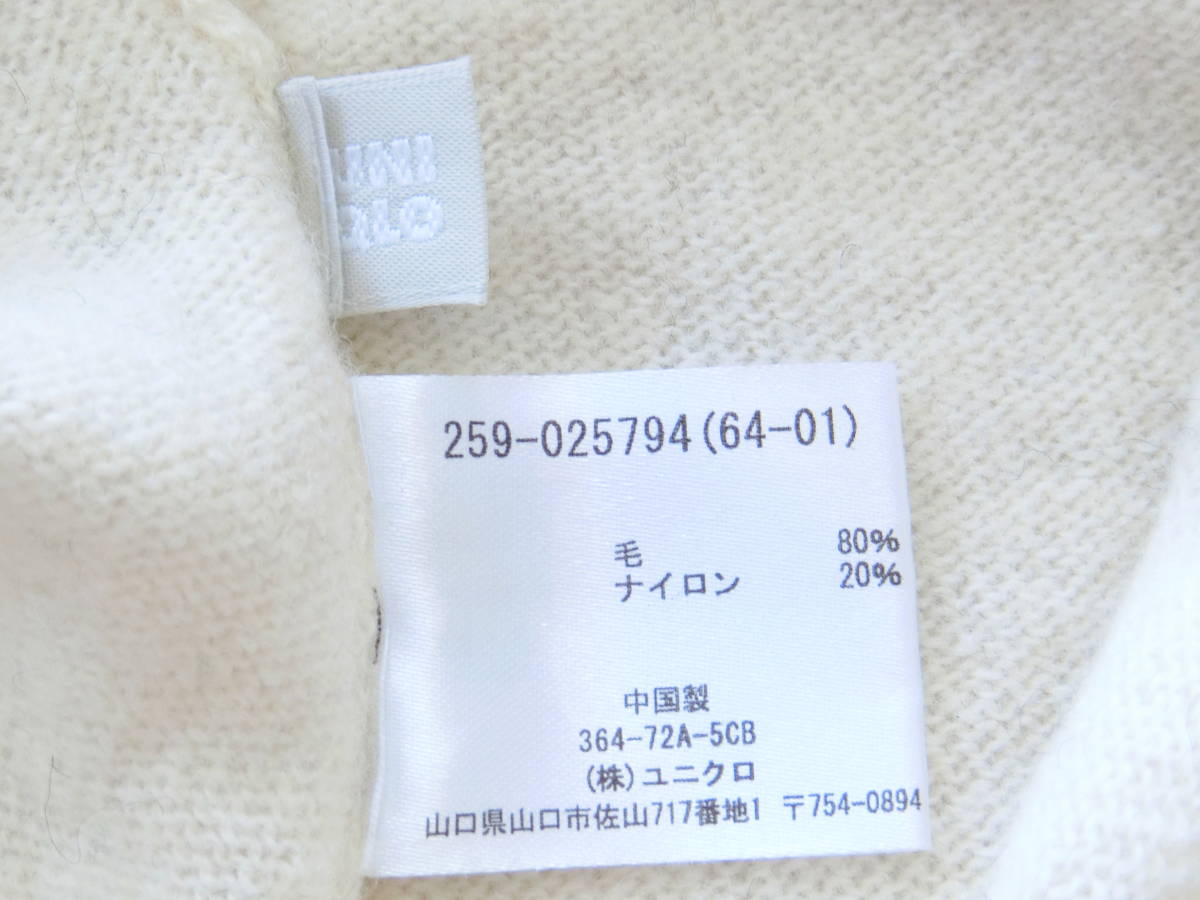 UNI
QLO
259-025794(64-01)
毛 80%
ナイロン 20%
中国製
364-72A-5CB
(株)ユニクロ
山口県山口市佐山717番地1 〒754-0894